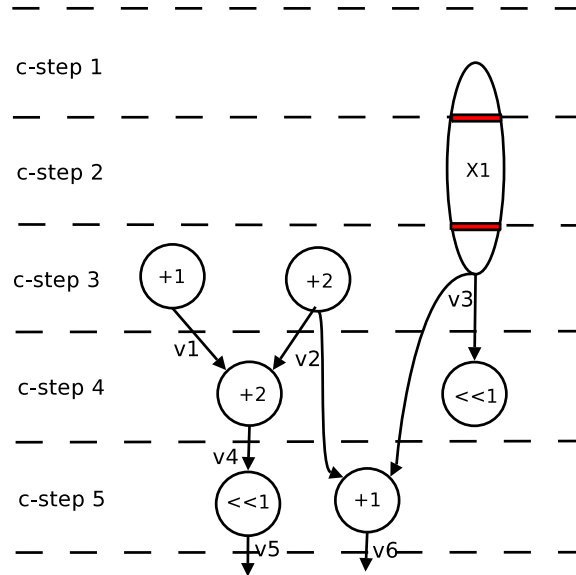 c-step 1
c-step 2
X1
c-step 3
+1
+2
v3
v1
v2
c-step 4
+2
<<1
v4
c-step 5
<<1
+1
v5
v6